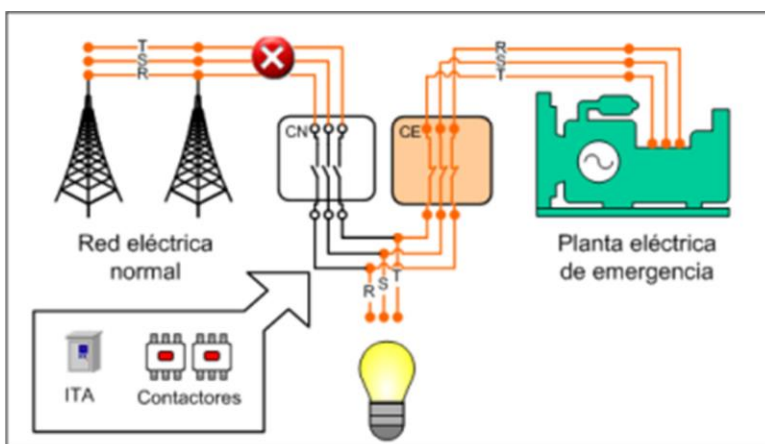 T
S
R
R
S
T
CN
CE
Red eléctrica
normal
Planta eléctrica
de emergencia
R
S
T
ITA
Contactores